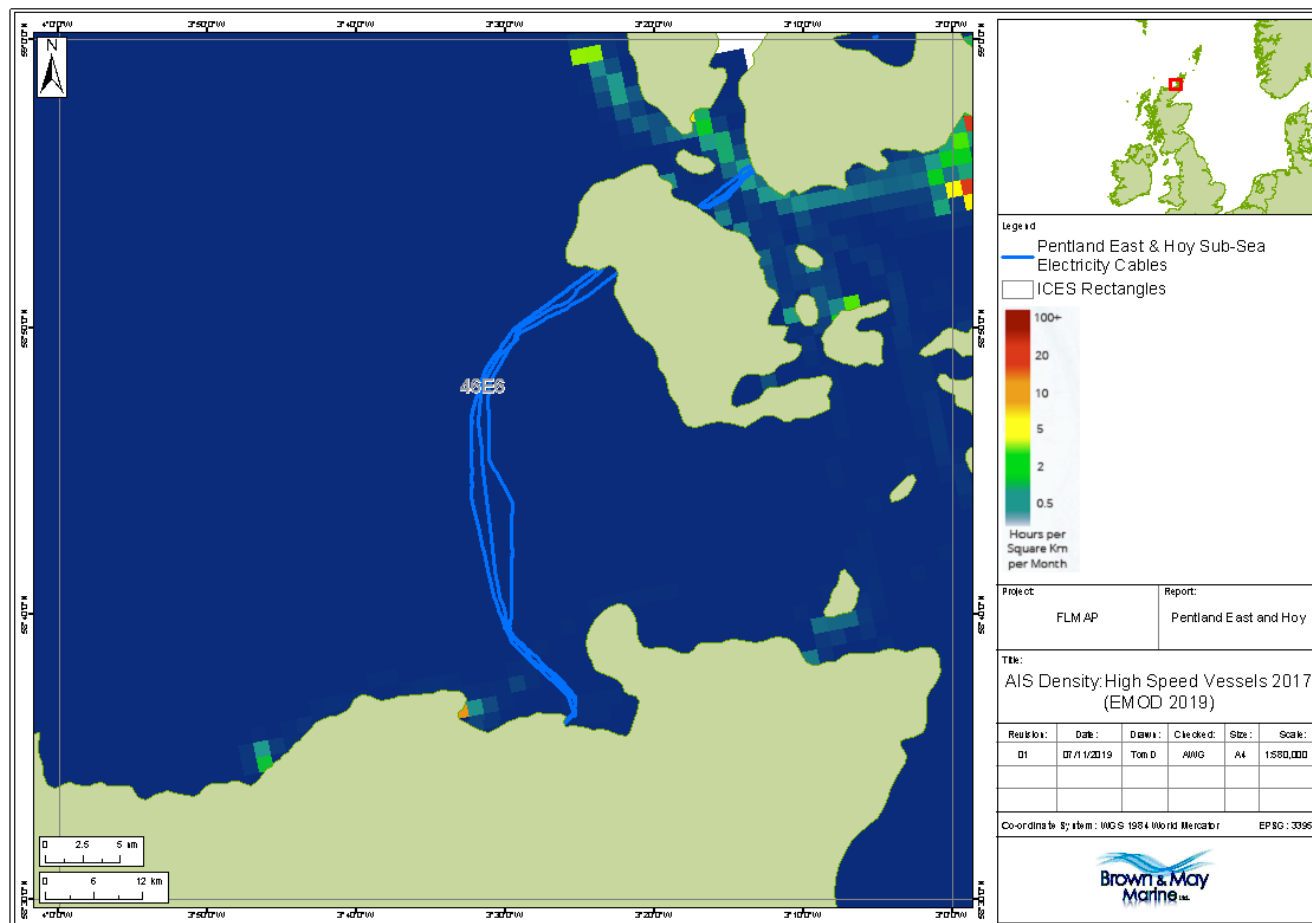 4°0'0"W 3°50'0"W 3°40'0"W 3°30'0"W 3°20'0"W 3°10'0"W 3°0'0"W
N
46E6
0 2.5 5 nm
0 6 12 km
4°0'0"W 3°50'0"W 3°40'0"W 3°30'0"W 3°20'0"W 3°10'0"W 3°0'0"W
Legend
Pentland East & Hoy Sub-Sea
Electricity Cables
ICES Rectangles
100+
20
10
5
2
0.5
Hours per
Square Km
per Month
Project:
FLMAP
Report:
Pentland East and Hoy
Title:
AIS Density: High Speed Vessels 2017
(EMOD 2019)
Revision: Date: Drawn: Checked: Size: Scale:
01 07/11/2019 Tom D AWG A4 1:580,000
Co-ordinate System: WGS 1984 World Mercator EPSG: 3395
Brown & May
Marine Ltd.